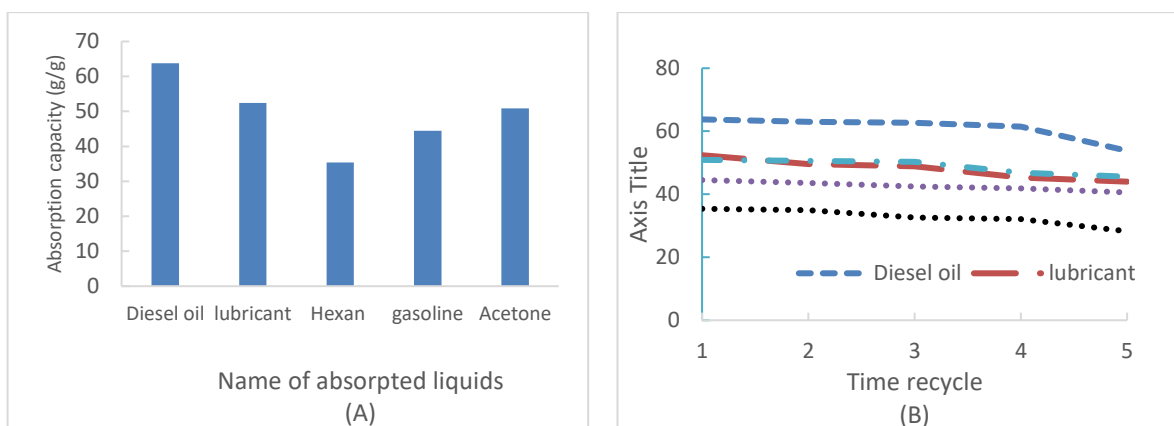 Absorption capacity (g/g)
70
60
50
40
30
20
10
0
Diesel oil lubricant Hexan gasoline Acetone
Name of absorpted liquids
(A)
Axis Title
80
60
40
20
0
Diesel oil lubricant
1 2 3 4 5
Time recycle
(B)